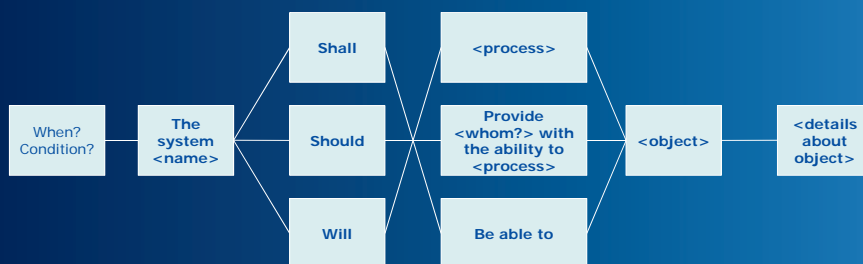 When?
Condition?
The
system
<name>
Shall
Should
Will
<process>
Provide
<whom?> with
the ability to
<process>
Be able to
<object>
<details
about
object>